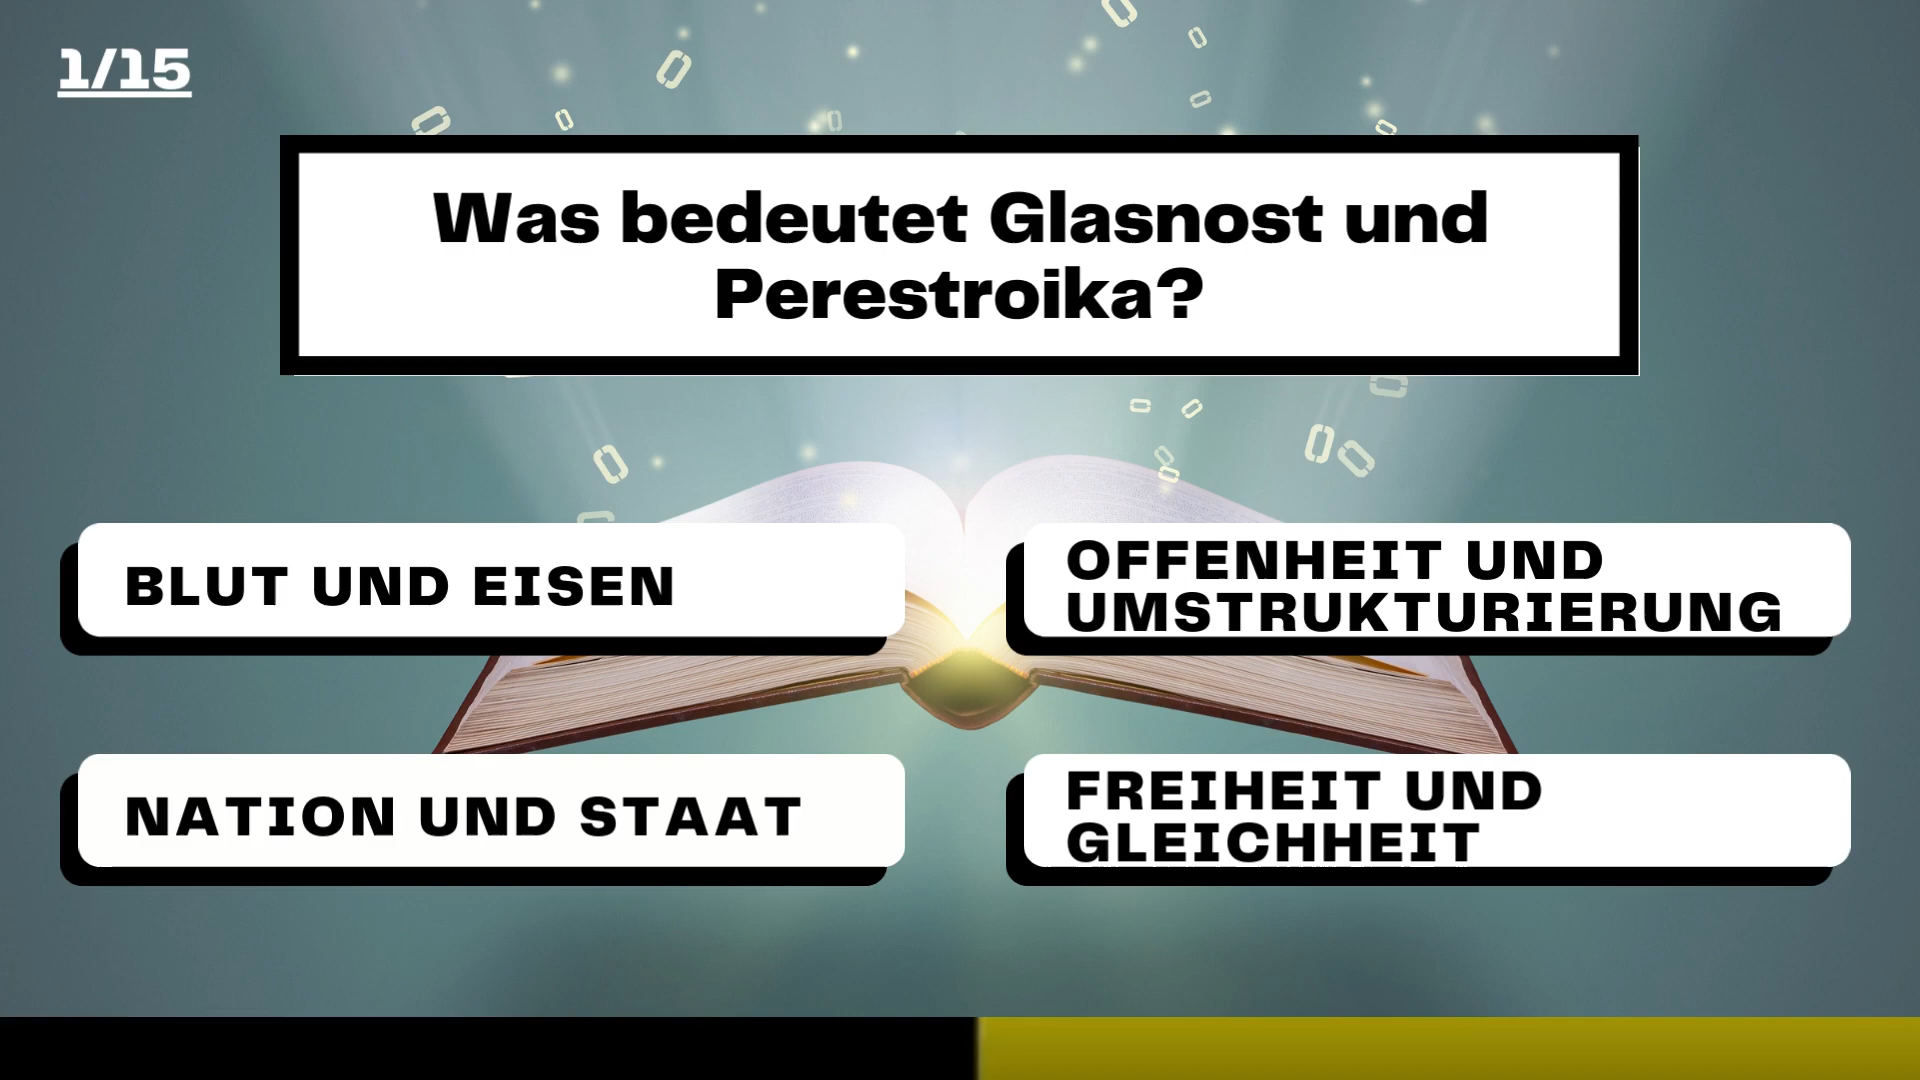 1/15
Was bedeutet Glasnost und
Perestroika?
BLUT UND EISEN
OFFENHEIT UND
UMSTRUKTURIERUNG
NATION UND STAAT
FREIHEIT UND
GLEICHHEIT